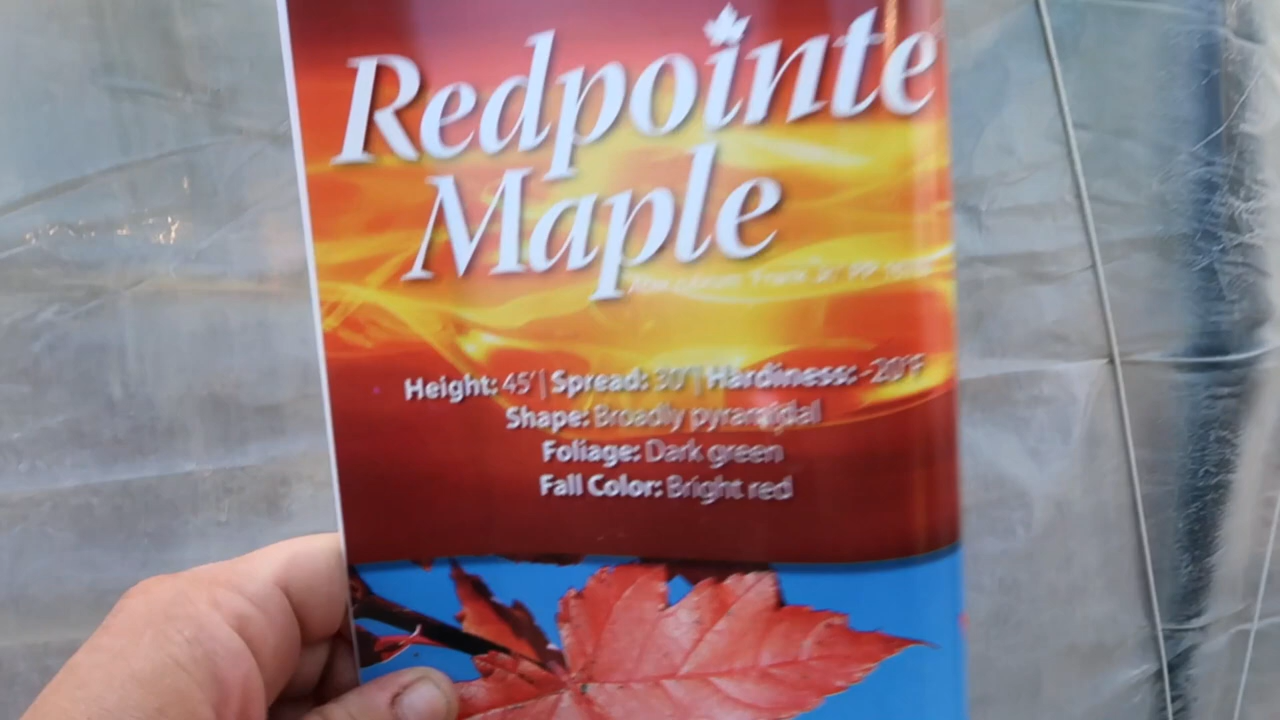 Redpointe
Maple
Height: 45' | Spread: 30' | Hardiness: -20°F
Shape: Broadly pyramidal
Foliage: Dark green
Fall Color: Bright red